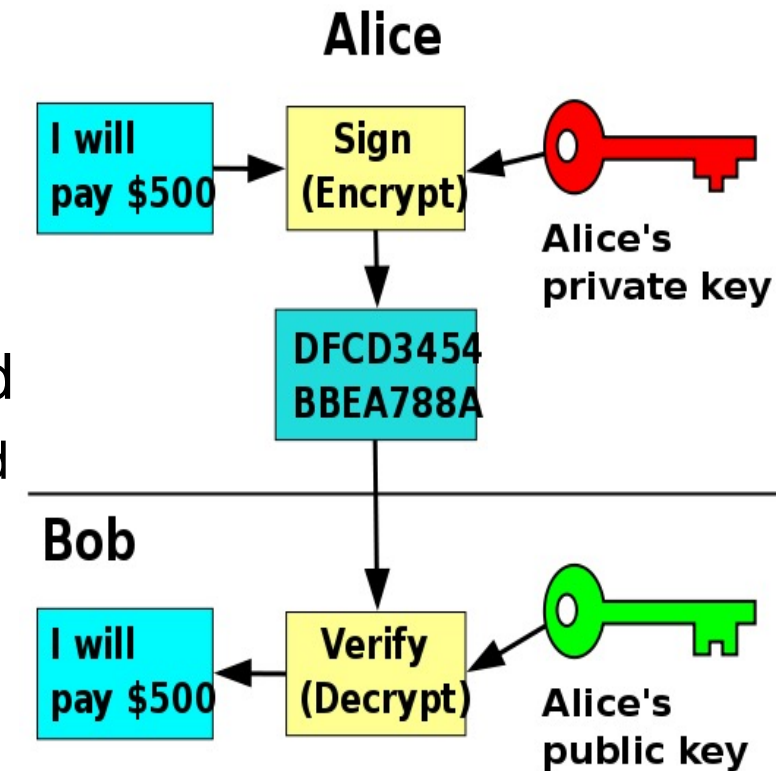 Alice
I will
pay $500
Sign
(Encrypt)
Alice's
private key
DFCD3454
BBEA788A
d
d
Bob
I will
pay $500
Verify
(Decrypt)
Alice's
public key